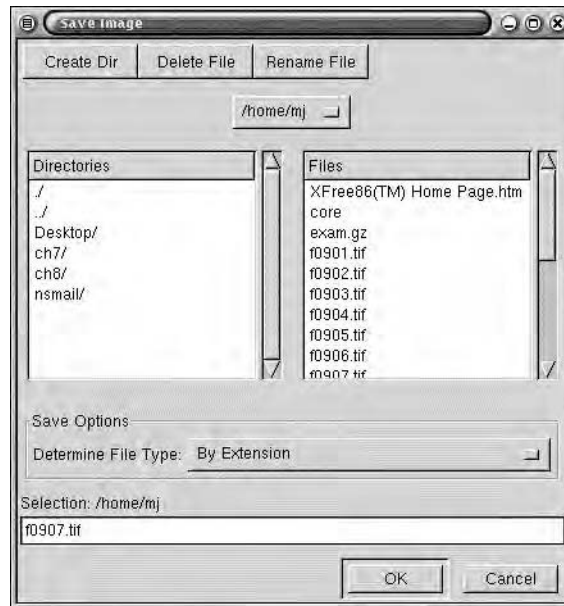 Save Image
Create Dir
Delete File
Rename File
/home/mj
Directories
./
../
Desktop/
ch7/
ch8/
nsmail/
Files
XFree86(TM) Home Page.htm
core
exam.gz
f0901.tif
f0902.tif
f0903.tif
f0904.tif
f0905.tif
f0906.tif
f0907.tif
Save Options
Determine File Type: By Extension
Selection: /home/mj
f0907.tif
OK
Cancel